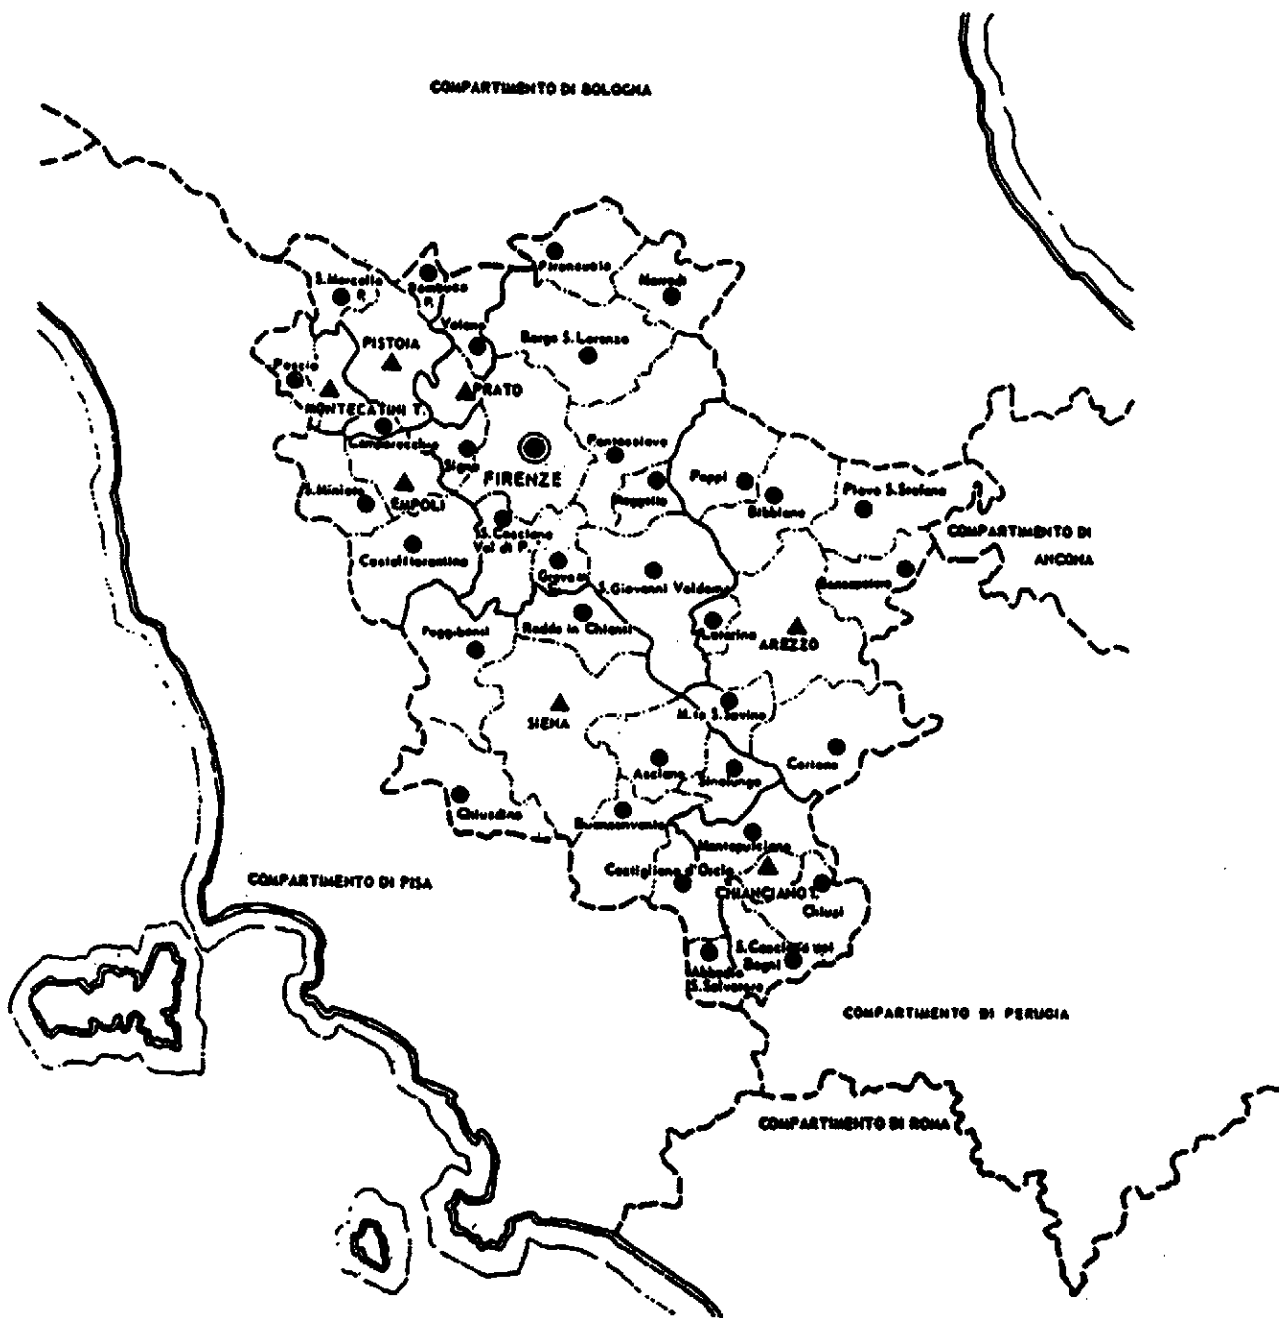 COMPARTIMENTO DI BOLOGNA
Firenzuola
S. Marcello
P.
Sambuca
P.
Marradi
Vaiano
Borgo S. Lorenzo
PISTOIA
Pescia
PRATO
MONTECATINI T.
Lamporecchio
Signa
Pontassieve
FIRENZE
Poppi
S. Miniato
EMPOLI
Reggello
Bibbiena
Pieve S. Stefano
S. Casciano
Val di P.
COMPARTIMENTO DI
ANCONA
Castelfiorentino
Greve in
S. Giovanni Valdarno
Sansepolcro
Poggibonsi
Radda in Chianti
Laterina
AREZZO
SIENA
M.te S. Savino
Asciano
Sinalunga
Cortona
Chiusdino
Buonconvento
Montepulciano
Castiglione d'Orcia
COMPARTIMENTO DI PISA
CHIANCIANO T.
Chiusi
S. Casciano dei
Bagni
Abbadia
S. Salvatore
COMPARTIMENTO DI PERUGIA
COMPARTIMENTO DI ROMA